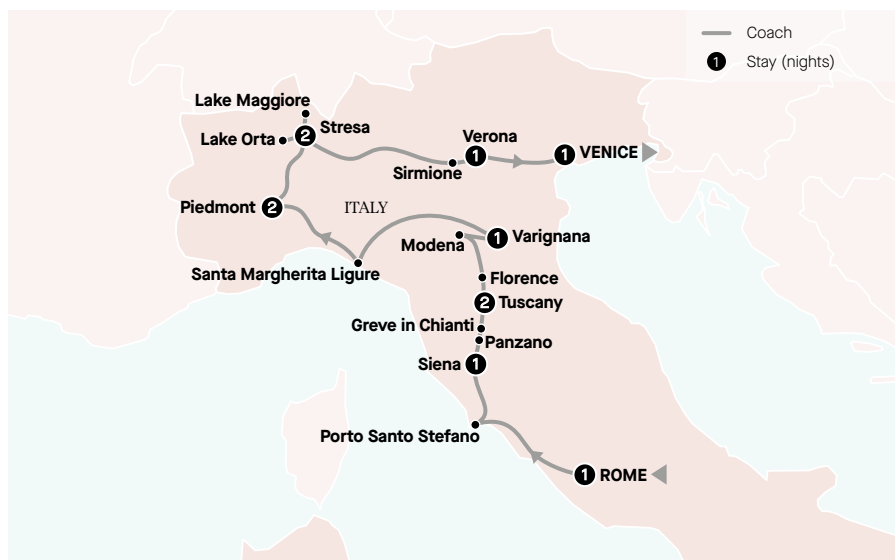 Coach
1 Stay (nights)
Lake Maggiore
Lake Orta
2 Stresa
Verona
1
Sirmione
1 VENICE
Piedmont 2
ITALY
Modena
1 Varignana
Santa Margherita Ligure
Florence
2 Tuscany
Greve in Chianti
Panzano
Siena 1
Porto Santo Stefano
1 ROME